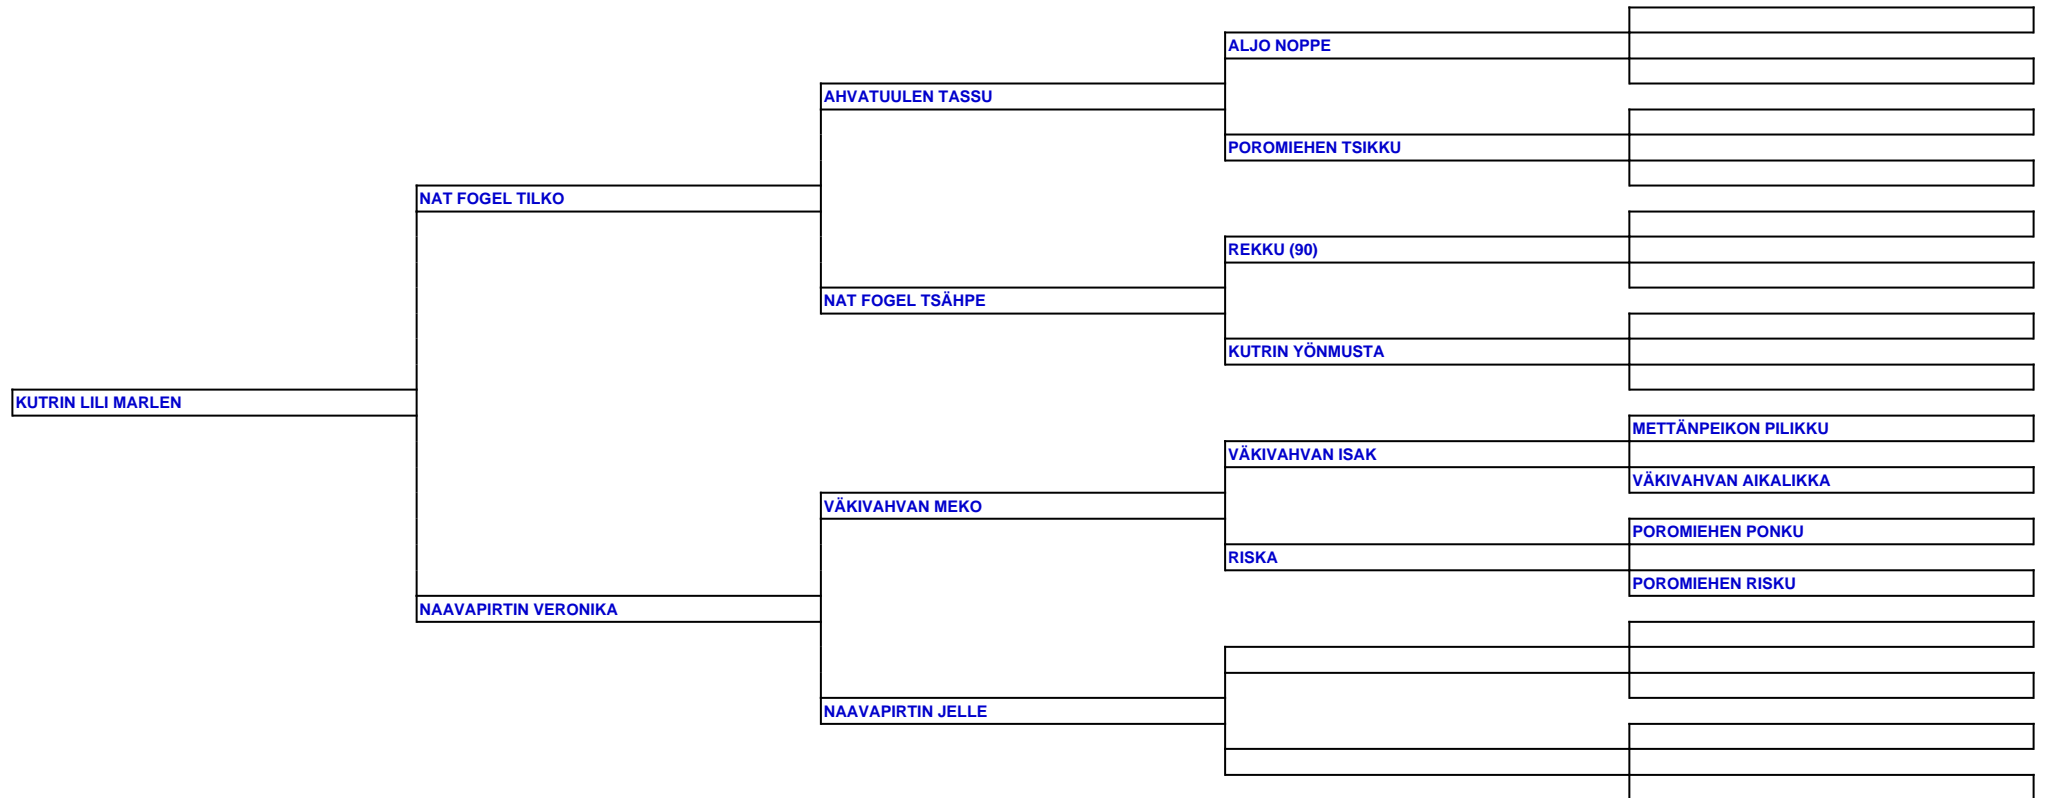 ALJO NOPPE
AHVATUULEN TASSU
POROMIEHEN TSIKKU
NAT FOGEL TILKO
REKKU (90)
NAT FOGEL TSÄHPE
KUTRIN YÖNMUSTA
KUTRIN LILI MARLEN
METTÄNPEIKON PILIKKU
VÄKIVAHVAN ISAK
VÄKIVAHVAN AIKALIKKA
VÄKIVAHVAN MEKO
POROMIEHEN PONKU
RISKA
POROMIEHEN RISKU
NAAVAPIRTIN VERONIKA
NAAVAPIRTIN JELLE